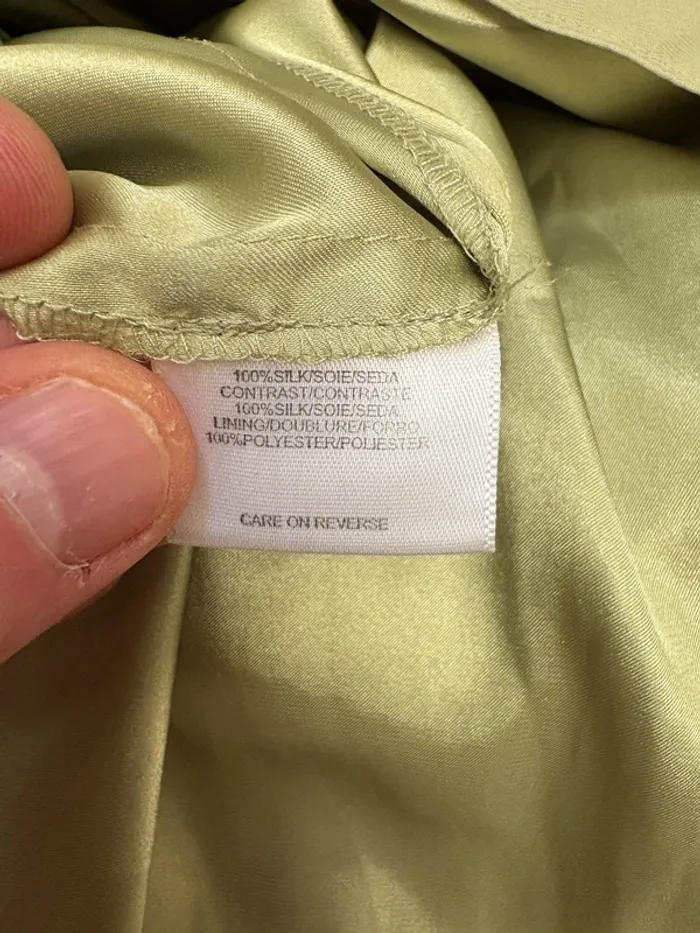 100%SILK/SOIE/SEDA
CONTRAST/CONTRASTE
100%SILK/SOIE/SEDA
LINING/DOUBLURE/FORRO
100%POLYESTER/POLIESTER
CARE ON REVERSE